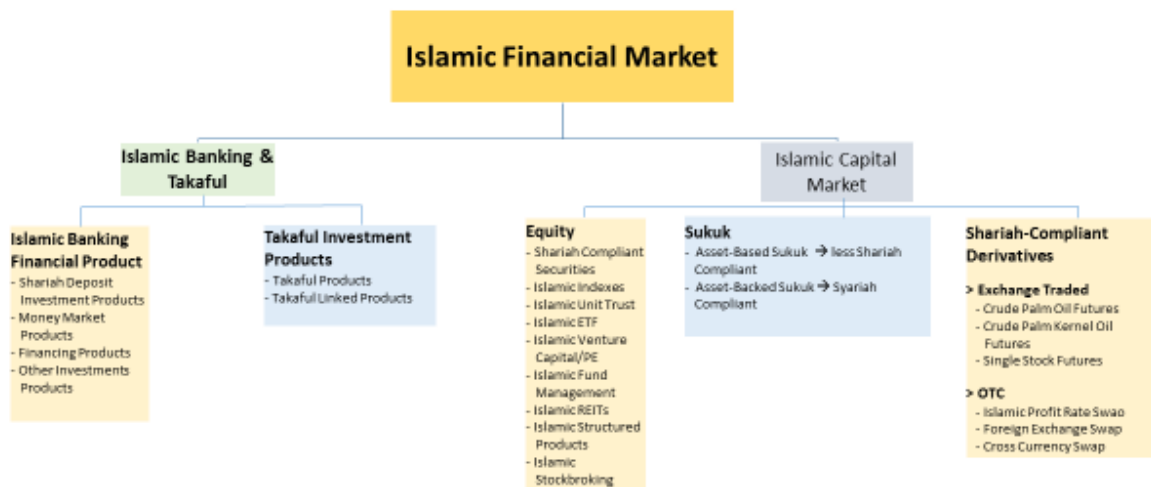 Islamic Financial Market
Islamic Banking &
Takaful
Islamic Capital
Market
Islamic Banking
Financial Product
- Shariah Deposit
Investment Products
- Money Market
Products
- Financing Products
- Other Investments
Products
Takaful Investment
Products
- Takaful Products
- Takaful Linked Products
Equity
- Shariah Compliant
Securities
- Islamic Indexes
- Islamic Unit Trust
- Islamic ETF
- Islamic Venture
Capital/PE
- Islamic Fund
Management
- Islamic REITs
- Islamic Structured
Products
- Islamic
Stockbroking
Sukuk
- Asset-Based Sukuk → less Shariah
Compliant
- Asset-Backed Sukuk → Syariah
Compliant
Shariah-Compliant
Derivatives
> Exchange Traded
- Crude Palm Oil Futures
- Crude Palm Kernel Oil
Futures
- Single Stock Futures
> OTC
- Islamic Profit Rate Swao
- Foreign Exchange Swap
- Cross Currency Swap